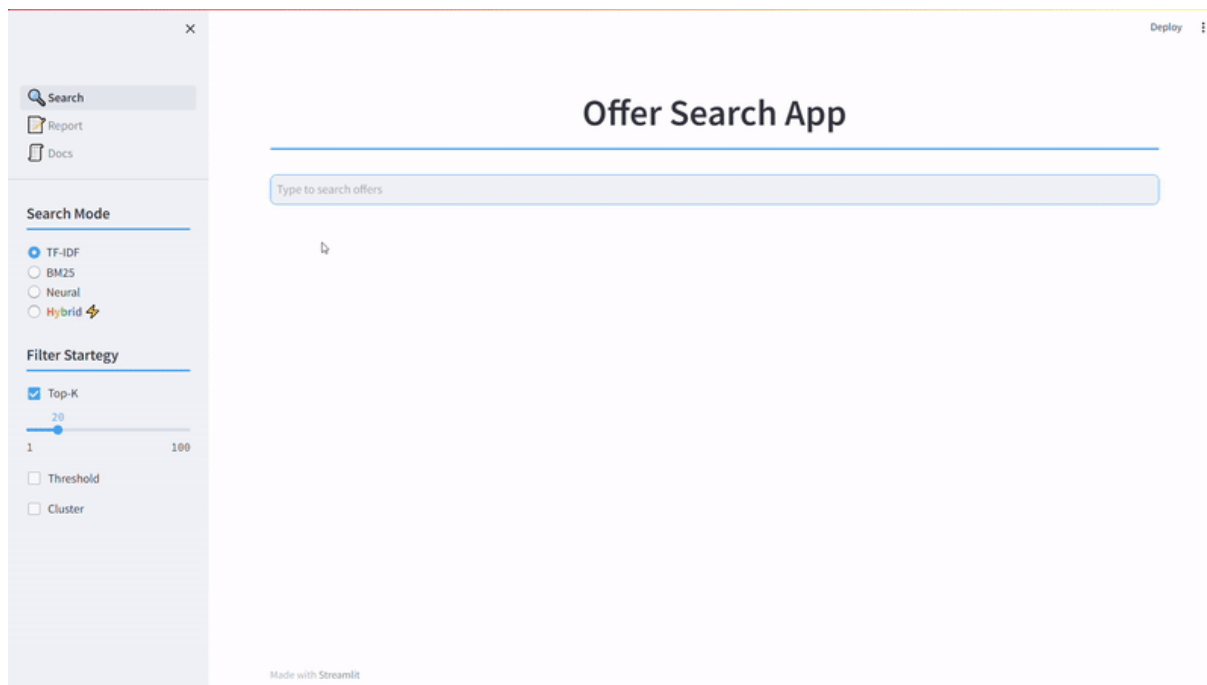 Deploy
Search
Report
Docs
Search Mode
TF-IDF
BM25
Neural
Hybrid
Filter Startegy
Top-K
20
1 100
Threshold
Cluster
Offer Search App
Type to search offers
Made with Streamlit